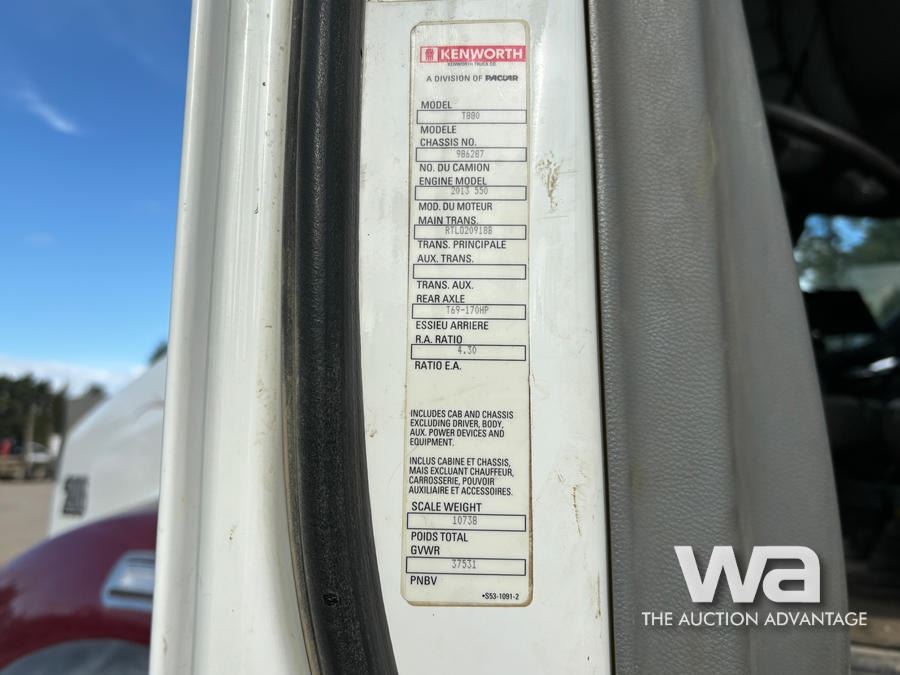 KENWORTH
KENWORTH TRUCK CO.
A DIVISION OF PACCAR
MODEL
T880
MODELE
CHASSIS NO.
986287
NO. DU CAMION
ENGINE MODEL
2013 550
MOD. DU MOTEUR
MAIN TRANS.
RTLO20918B
TRANS. PRINCIPALE
AUX. TRANS.
TRANS. AUX.
REAR AXLE
T69-170HP
ESSIEU ARRIERE
R.A. RATIO
4.30
RATIO E.A.
INCLUDES CAB AND CHASSIS
EXCLUDING DRIVER, BODY,
AUX. POWER DEVICES AND
EQUIPMENT.
INCLUS CABINE ET CHASSIS,
MAIS EXCLUANT CHAUFFEUR,
CARROSSERIE, POUVOIR
AUXILIAIRE ET ACCESSOIRES.
SCALE WEIGHT
10738
POIDS TOTAL
GVWR
37531
PNBV
•S53-1091-2
wa
THE AUCTION ADVANTAGE